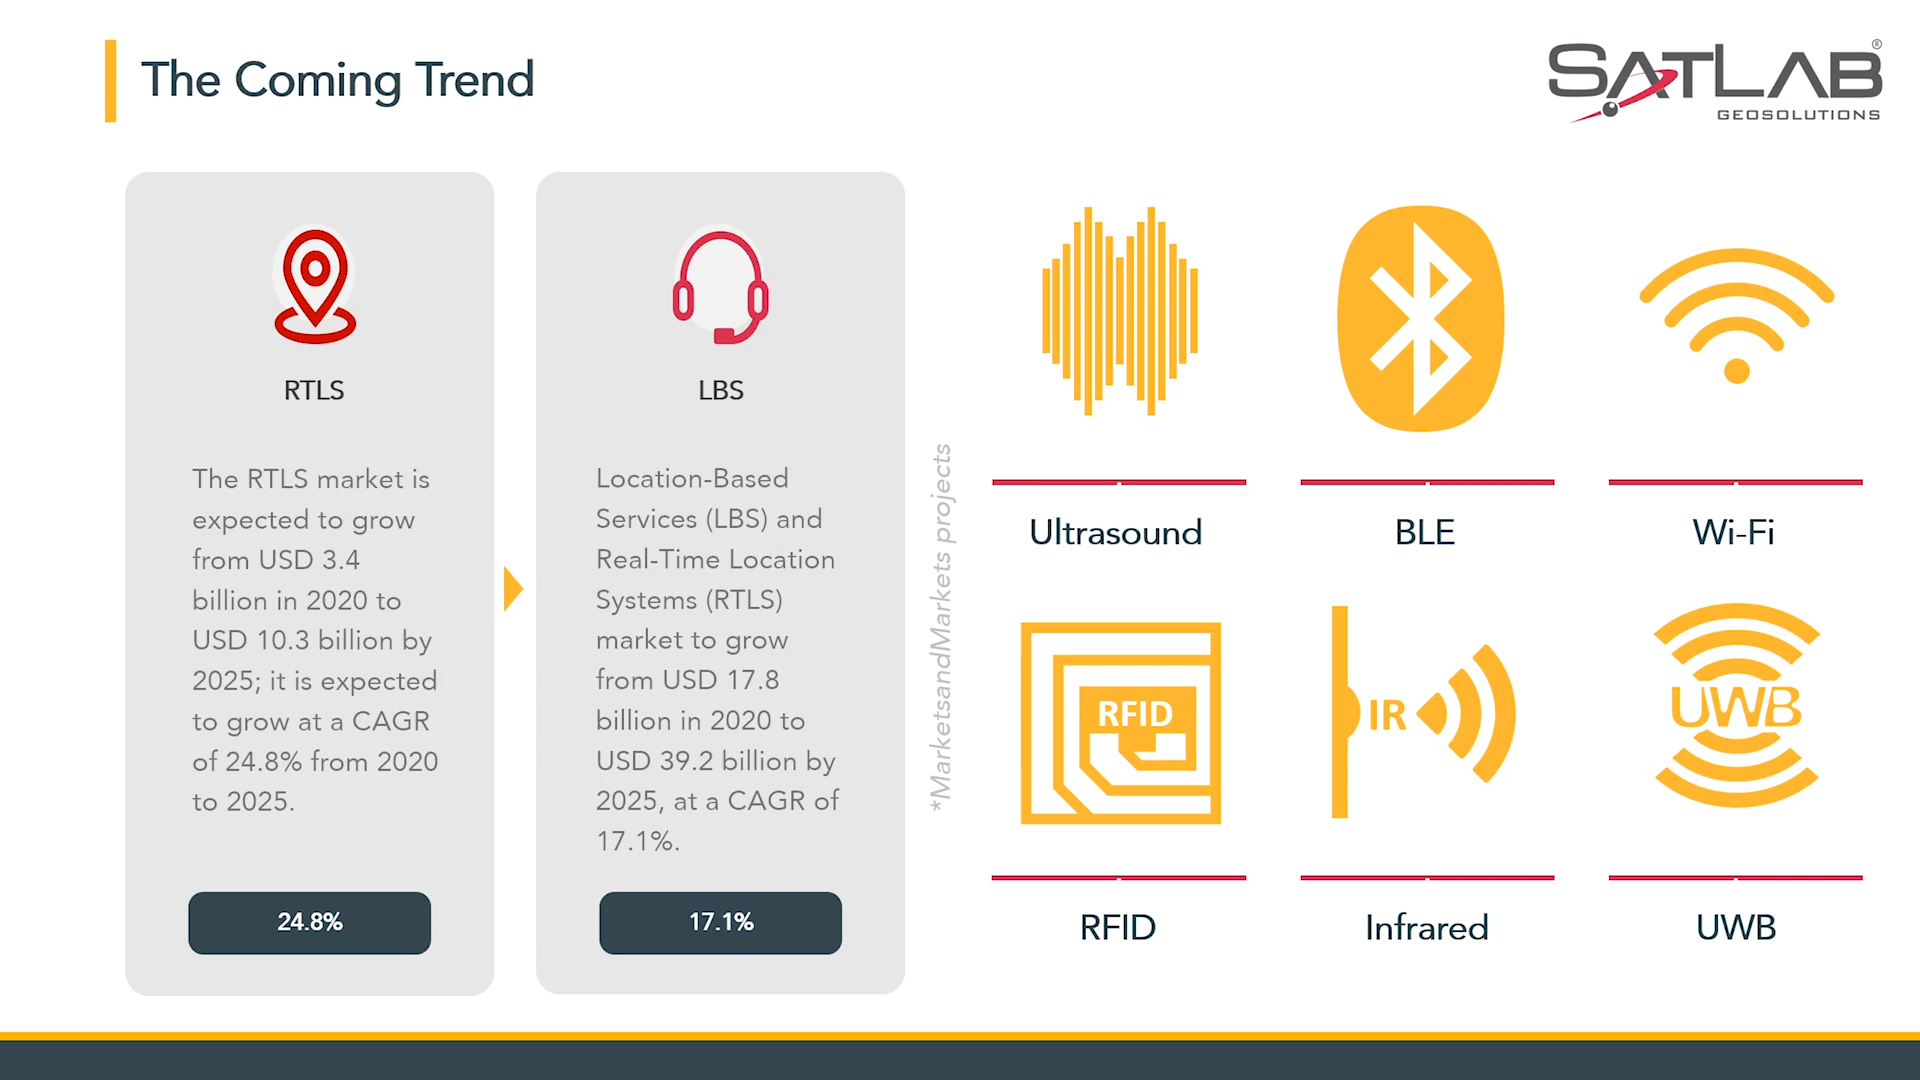 The Coming Trend
SATLAB®
GEOSOLUTIONS
RTLS
The RTLS market is
expected to grow
from USD 3.4
billion in 2020 to
USD 10.3 billion by
2025; it is expected
to grow at a CAGR
of 24.8% from 2020
to 2025.
24.8%
LBS
Location-Based
Services (LBS) and
Real-Time Location
Systems (RTLS)
market to grow
from USD 17.8
billion in 2020 to
USD 39.2 billion by
2025, at a CAGR of
17.1%.
17.1%
*MarketsandMarkets projects
Ultrasound
BLE
Wi-Fi
RFID
IR
UWB
RFID
Infrared
UWB